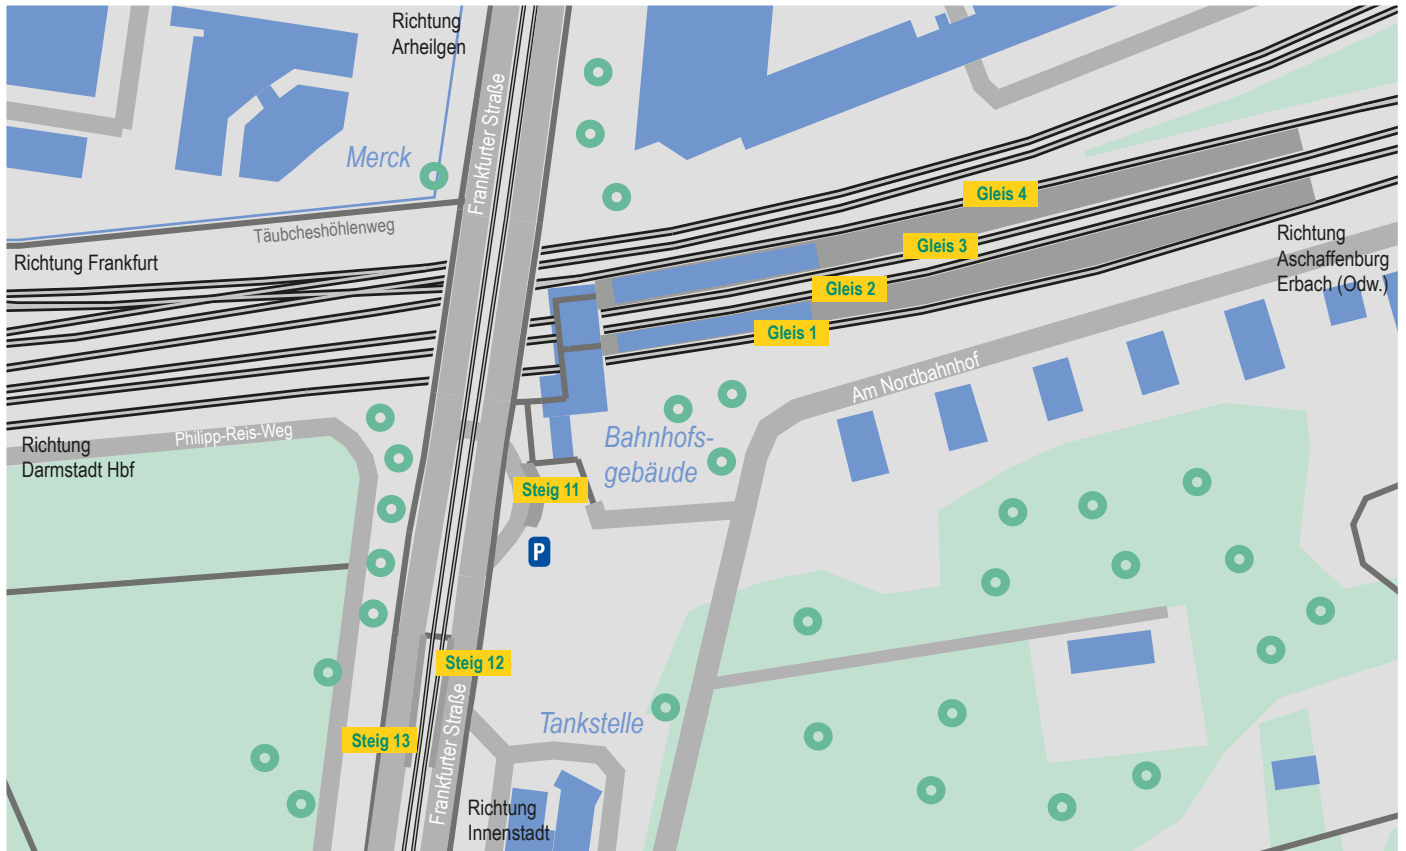 Richtung
Arheilgen
Frankfurter Straße
Merck
Täubcheshöhlenweg
Richtung Frankfurt
Gleis 4
Gleis 3
Gleis 2
Gleis 1
Richtung
Aschaffenburg
Erbach (Odw.)
Am Nordbahnhof
Philipp-Reis-Weg
Richtung
Darmstadt Hbf
Bahnhofs-
gebäude
Steig 11
P
Steig 12
Steig 13
Frankfurter Straße
Tankstelle
Richtung
Innenstadt